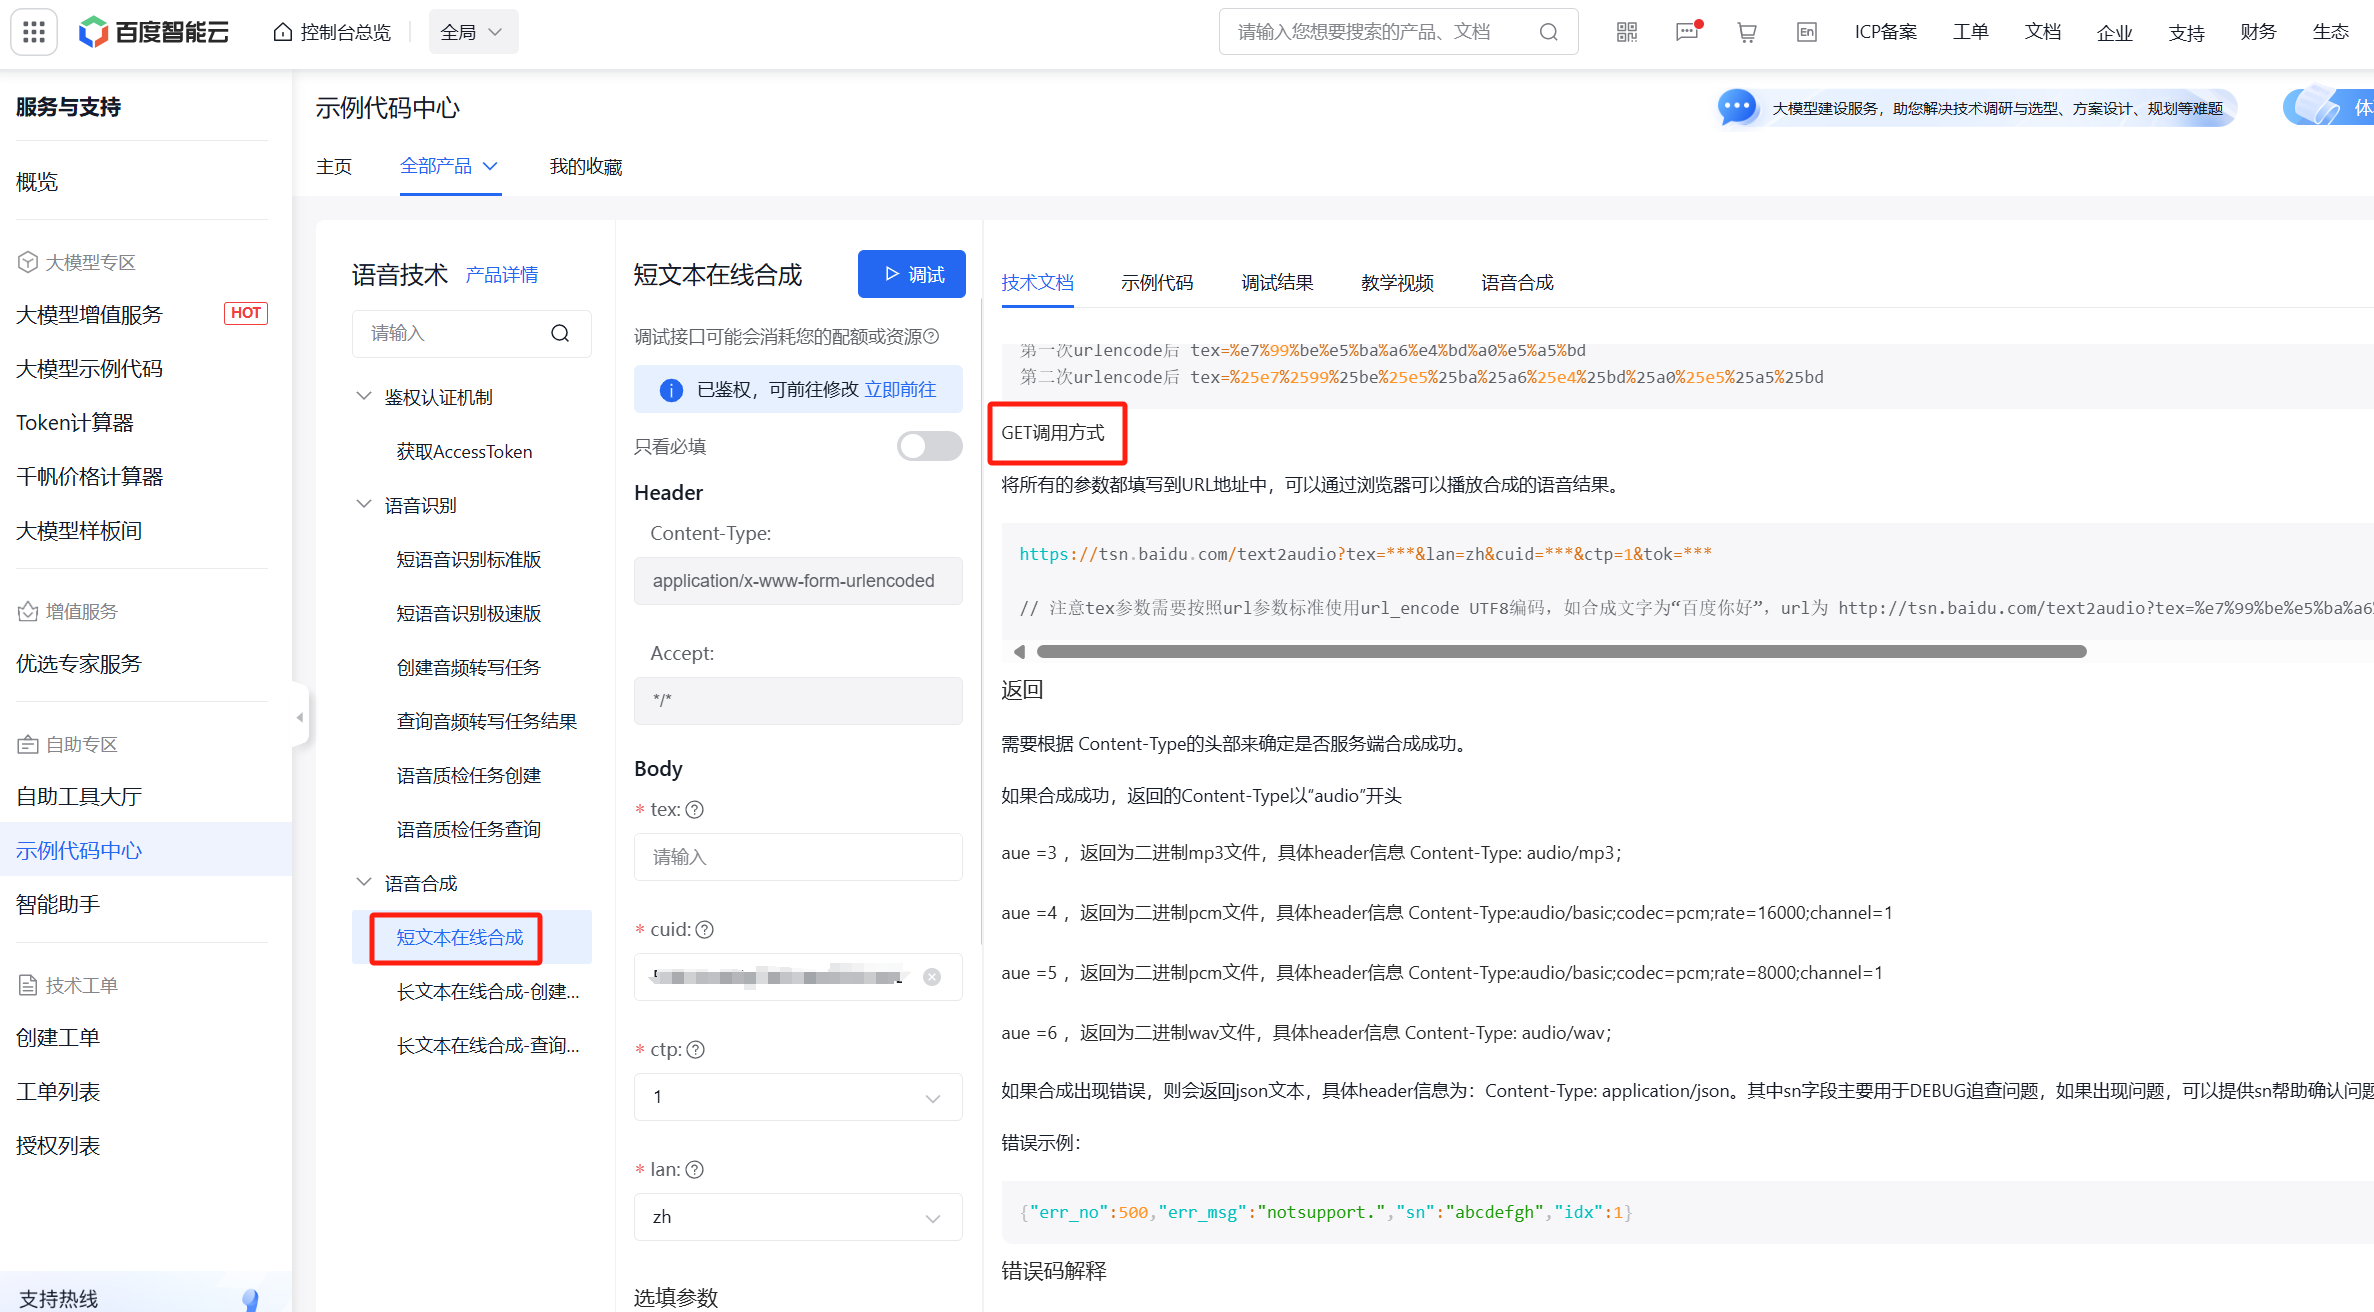 百度智能云
控制台总览
全局
请输入您想要搜索的产品、文档
En
ICP备案
工单
文档
企业
支持
财务
生态
服务与支持
概览
大模型专区
大模型增值服务
HOT
大模型示例代码
Token计算器
千帆价格计算器
大模型样板间
增值服务
优选专家服务
自助专区
自助工具大厅
示例代码中心
智能助手
技术工单
创建工单
工单列表
授权列表
支持热线
示例代码中心
大模型建设服务，助您解决技术调研与选型、方案设计、规划等难题
主页
全部产品
我的收藏
语音技术 产品详情
请输入
鉴权认证机制
获取AccessToken
语音识别
短语音识别标准版
短语音识别极速版
创建音频转写任务
查询音频转写任务结果
语音质检任务创建
语音质检任务查询
语音合成
短文本在线合成
长文本在线合成-创建...
长文本在线合成-查询...
短文本在线合成
调试
调试接口可能会消耗您的配额或资源
已鉴权，可前往修改 立即前往
只看必填
Header
Content-Type:
application/x-www-form-urlencoded
Accept:
*/*
Body
* tex:
请输入
* cuid:
* ctp:
1
* lan:
zh
选填参数
技术文档
示例代码
调试结果
教学视频
语音合成
第一次urlencode后 tex=%e7%99%be%e5%ba%a6%e4%bd%a0%e5%a5%bd
第二次urlencode后 tex=%25e7%2599%25be%25e5%25ba%25a6%25e4%25bd%25a0%25e5%25a5%25bd
GET调用方式
将所有的参数都填写到URL地址中，可以通过浏览器可以播放合成的语音结果。
https://tsn.baidu.com/text2audio?tex=***&lan=zh&cuid=***&ctp=1&tok=***
// 注意tex参数需要按照url参数标准使用url_encode UTF8编码，如合成文字为“百度你好”，url为 http://tsn.baidu.com/text2audio?tex=%e7%99%be%e5%ba%a6
返回
需要根据 Content-Type的头部来确定是否服务端合成成功。
如果合成成功，返回的Content-Type以“audio”开头
aue =3 ，返回为二进制mp3文件，具体header信息 Content-Type: audio/mp3；
aue =4 ，返回为二进制pcm文件，具体header信息 Content-Type:audio/basic;codec=pcm;rate=16000;channel=1
aue =5 ，返回为二进制pcm文件，具体header信息 Content-Type:audio/basic;codec=pcm;rate=8000;channel=1
aue =6 ，返回为二进制wav文件，具体header信息 Content-Type: audio/wav；
如果合成出现错误，则会返回json文本，具体header信息为：Content-Type: application/json。其中sn字段主要用于DEBUG追查问题，如果出现问题，可以提供sn帮助确认问题
错误示例：
{"err_no":500,"err_msg":"notsupport.","sn":"abcdefgh","idx":1}
错误码解释